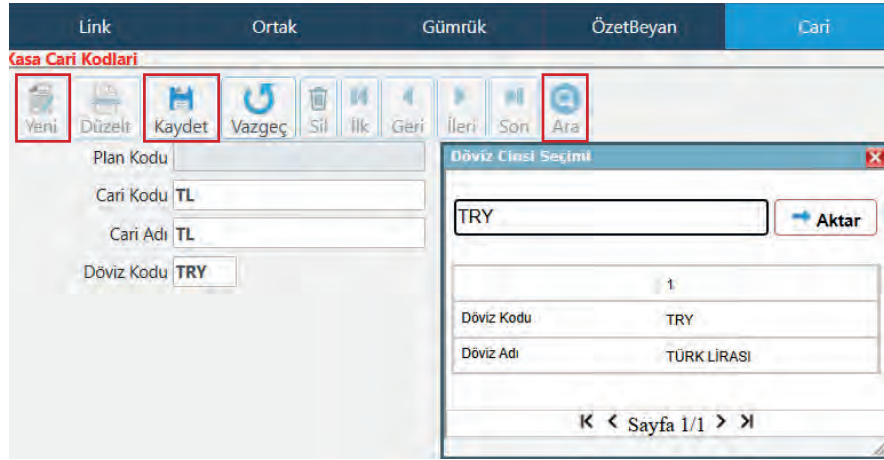 Link Ortak Gümrük ÖzetBeyan Cari
Kasa Cari Kodlari
Yeni Düzelt Kaydet Vazgeç Sil İlk Geri İleri Son Ara
Plan Kodu
Cari Kodu TL
Cari Adı TL
Döviz Kodu TRY
Döviz Cinsi Seçimi
TRY Aktar
1
Döviz Kodu TRY
Döviz Adı TÜRK LİRASI
Sayfa 1/1